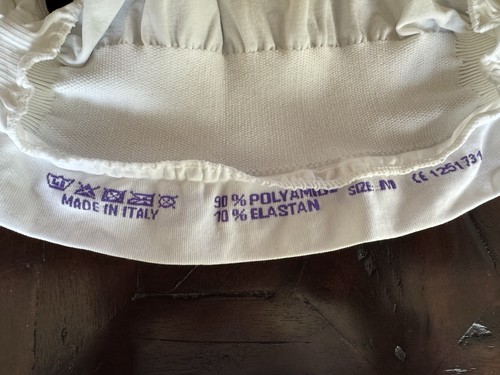 MADE IN ITALY
90% POLYAMIDE SIZE: M CE 1251731
10% ELASTAN